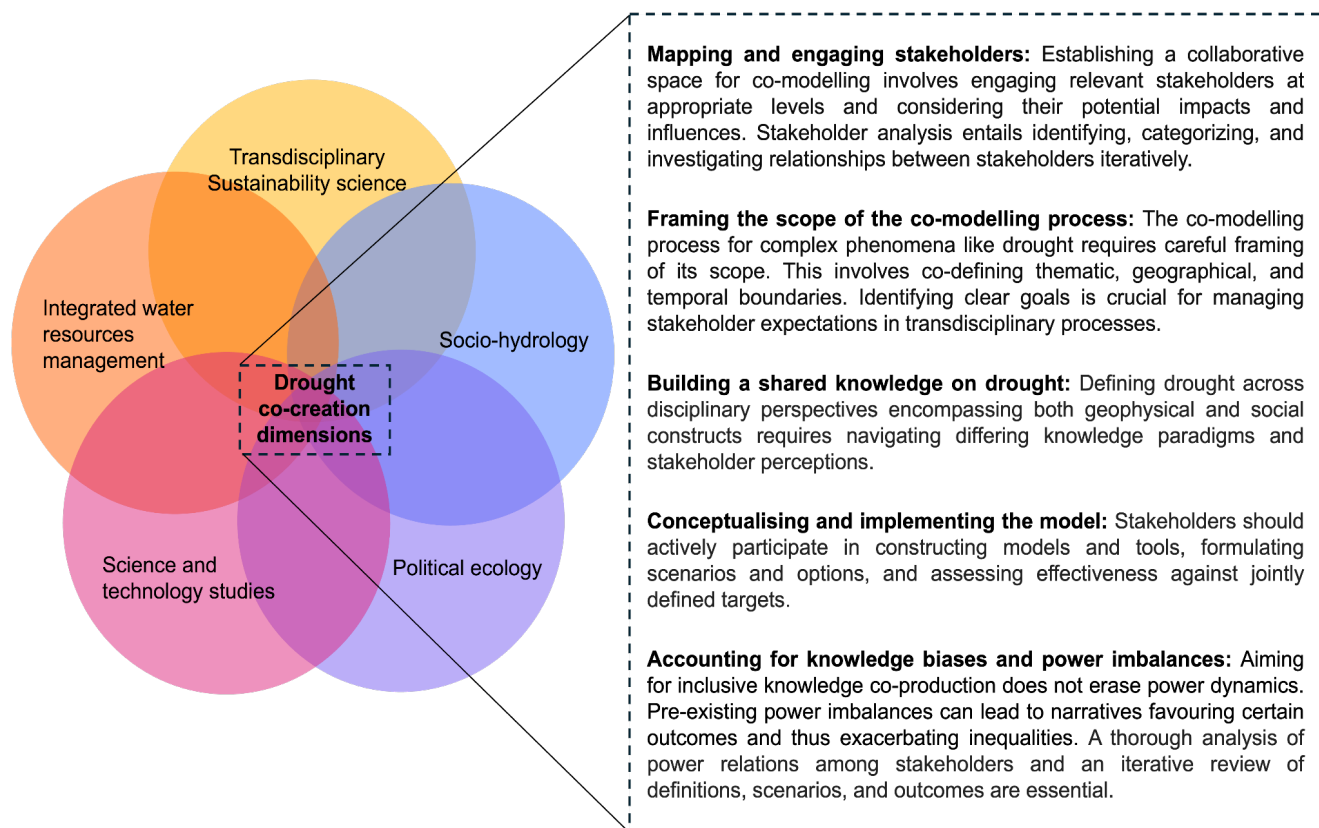 Transdisciplinary
Sustainability science
Integrated water
resources
management
Socio-hydrology
Drought
co-creation
dimensions
Science and
technology studies
Political ecology
Mapping and engaging stakeholders: Establishing a collaborative
space for co-modelling involves engaging relevant stakeholders at
appropriate levels and considering their potential impacts and
influences. Stakeholder analysis entails identifying, categorizing, and
investigating relationships between stakeholders iteratively.
Framing the scope of the co-modelling process: The co-modelling
process for complex phenomena like drought requires careful framing
of its scope. This involves co-defining thematic, geographical, and
temporal boundaries. Identifying clear goals is crucial for managing
stakeholder expectations in transdisciplinary processes.
Building a shared knowledge on drought: Defining drought across
disciplinary perspectives encompassing both geophysical and social
constructs requires navigating differing knowledge paradigms and
stakeholder perceptions.
Conceptualising and implementing the model: Stakeholders should
actively participate in constructing models and tools, formulating
scenarios and options, and assessing effectiveness against jointly
defined targets.
Accounting for knowledge biases and power imbalances: Aiming
for inclusive knowledge co-production does not erase power dynamics.
Pre-existing power imbalances can lead to narratives favouring certain
outcomes and thus exacerbating inequalities. A thorough analysis of
power relations among stakeholders and an iterative review of
definitions, scenarios, and outcomes are essential.